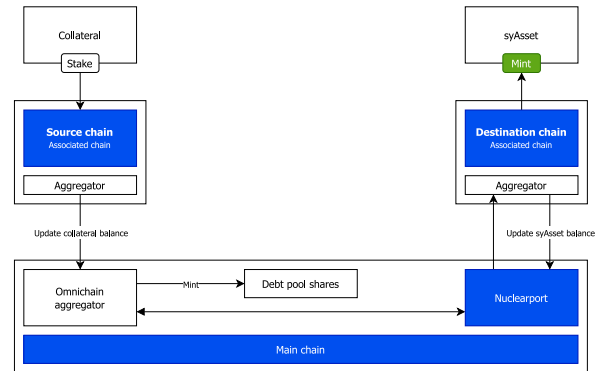 Collateral
Stake
syAsset
Mint
Source chain
Associated chain
Aggregator
Destination chain
Associated chain
Aggregator
Update collateral balance
Update syAsset balance
Omnichain
aggregator
Mint
Debt pool shares
Nuclearport
Main chain